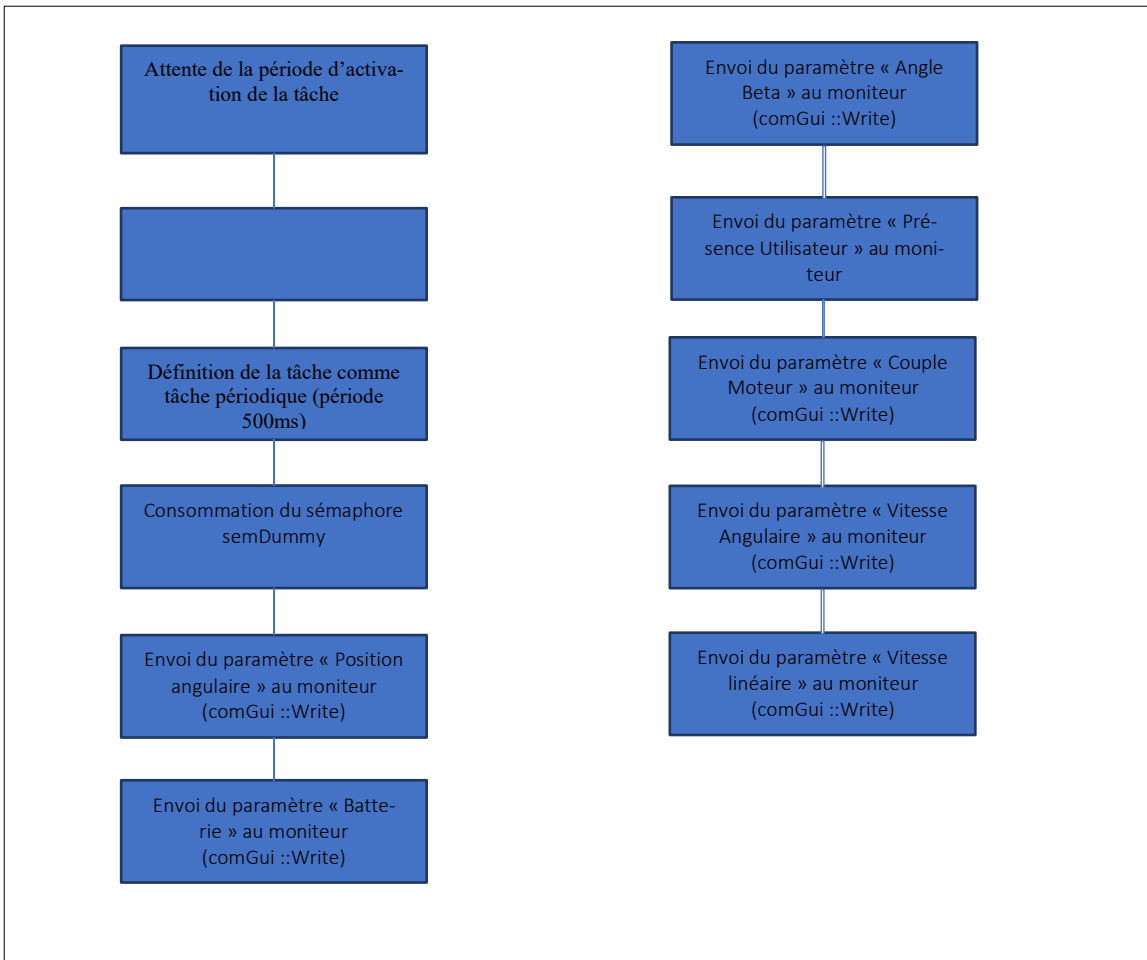 Attente de la période d’activa-
tion de la tâche
Définition de la tâche comme
tâche périodique (période
500ms)
Consommation du sémaphore
semDummy
Envoi du paramètre « Position
angulaire » au moniteur
(comGui ::Write)
Envoi du paramètre « Batte-
rie » au moniteur
(comGui ::Write)
Envoi du paramètre « Angle
Beta » au moniteur
(comGui ::Write)
Envoi du paramètre « Pré-
sence Utilisateur » au moni-
teur
Envoi du paramètre « Couple
Moteur » au moniteur
(comGui ::Write)
Envoi du paramètre « Vitesse
Angulaire » au moniteur
(comGui ::Write)
Envoi du paramètre « Vitesse
linéaire » au moniteur
(comGui ::Write)